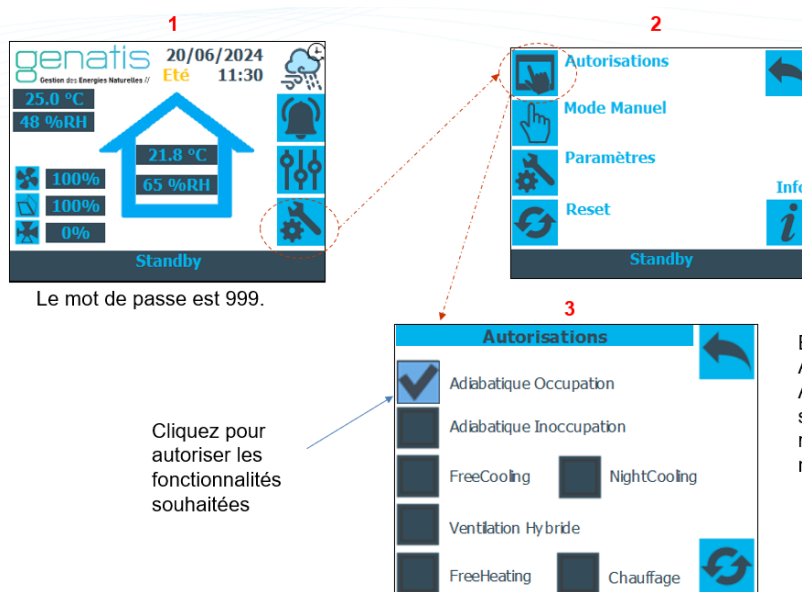 1
genatis
Gestion des Energies Naturelles //
20/06/2024
Eté 11:30
25.0 °C
48 %RH
21.8 °C
65 %RH
100%
100%
0%
Standby
Le mot de passe est 999.
2
Autorisations
Mode Manuel
Paramètres
Reset
Info
i
Standby
3
Autorisations
Adiabatique Occupation
Adiabatique Inoccupation
FreeCooling NightCooling
Ventilation Hybride
FreeHeating Chauffage
Cliquez pour
autoriser les
fonctionnalités
souhaitées